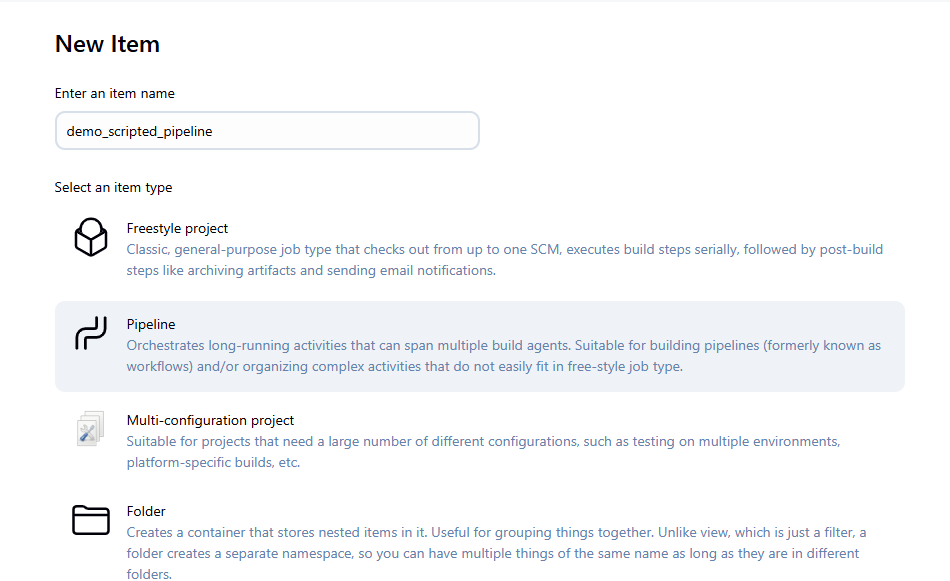 New Item
Enter an item name
demo_scripted_pipeline
Select an item type
Freestyle project
Classic, general-purpose job type that checks out from up to one SCM, executes build steps serially, followed by post-build
steps like archiving artifacts and sending email notifications.
Pipeline
Orchestrates long-running activities that can span multiple build agents. Suitable for building pipelines (formerly known as
workflows) and/or organizing complex activities that do not easily fit in free-style job type.
Multi-configuration project
Suitable for projects that need a large number of different configurations, such as testing on multiple environments,
platform-specific builds, etc.
Folder
Creates a container that stores nested items in it. Useful for grouping things together. Unlike view, which is just a filter, a
folder creates a separate namespace, so you can have multiple things of the same name as long as they are in different
folders.